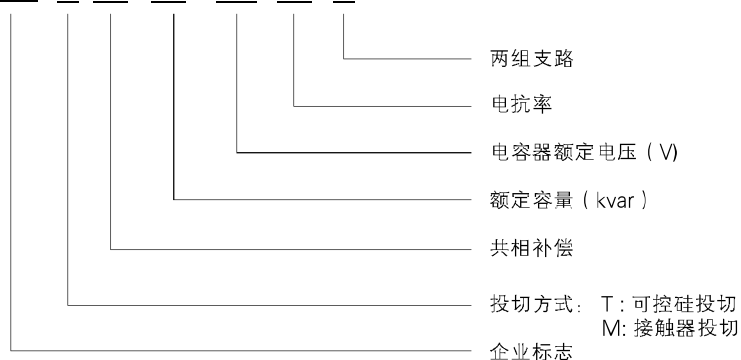 两组支路
电抗率
电容器额定电压（V)
额定容量（kvar）
共相补偿
投切方式：T：可控硅投切
M: 接触器投切
企业标志